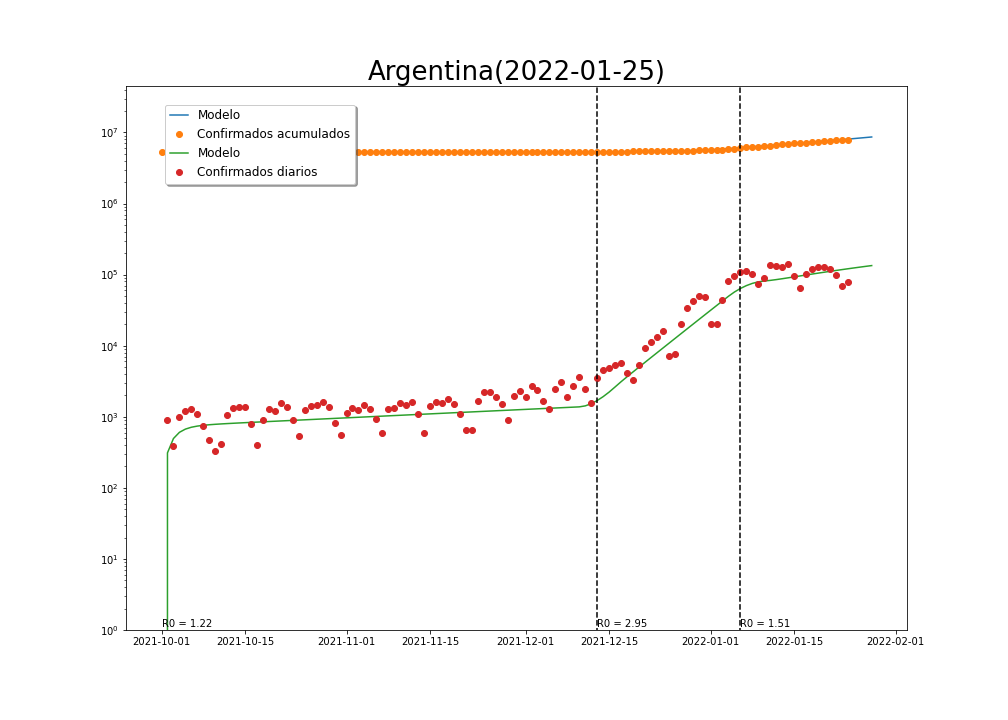 Argentina(2022-01-25)
Modelo
Confirmados acumulados
Modelo
Confirmados diarios
10⁷
10⁶
10⁵
10⁴
10³
10²
10¹
10⁰
R0 = 1.22
R0 = 2.95
R0 = 1.51
2021-10-01
2021-10-15
2021-11-01
2021-11-15
2021-12-01
2021-12-15
2022-01-01
2022-01-15
2022-02-01